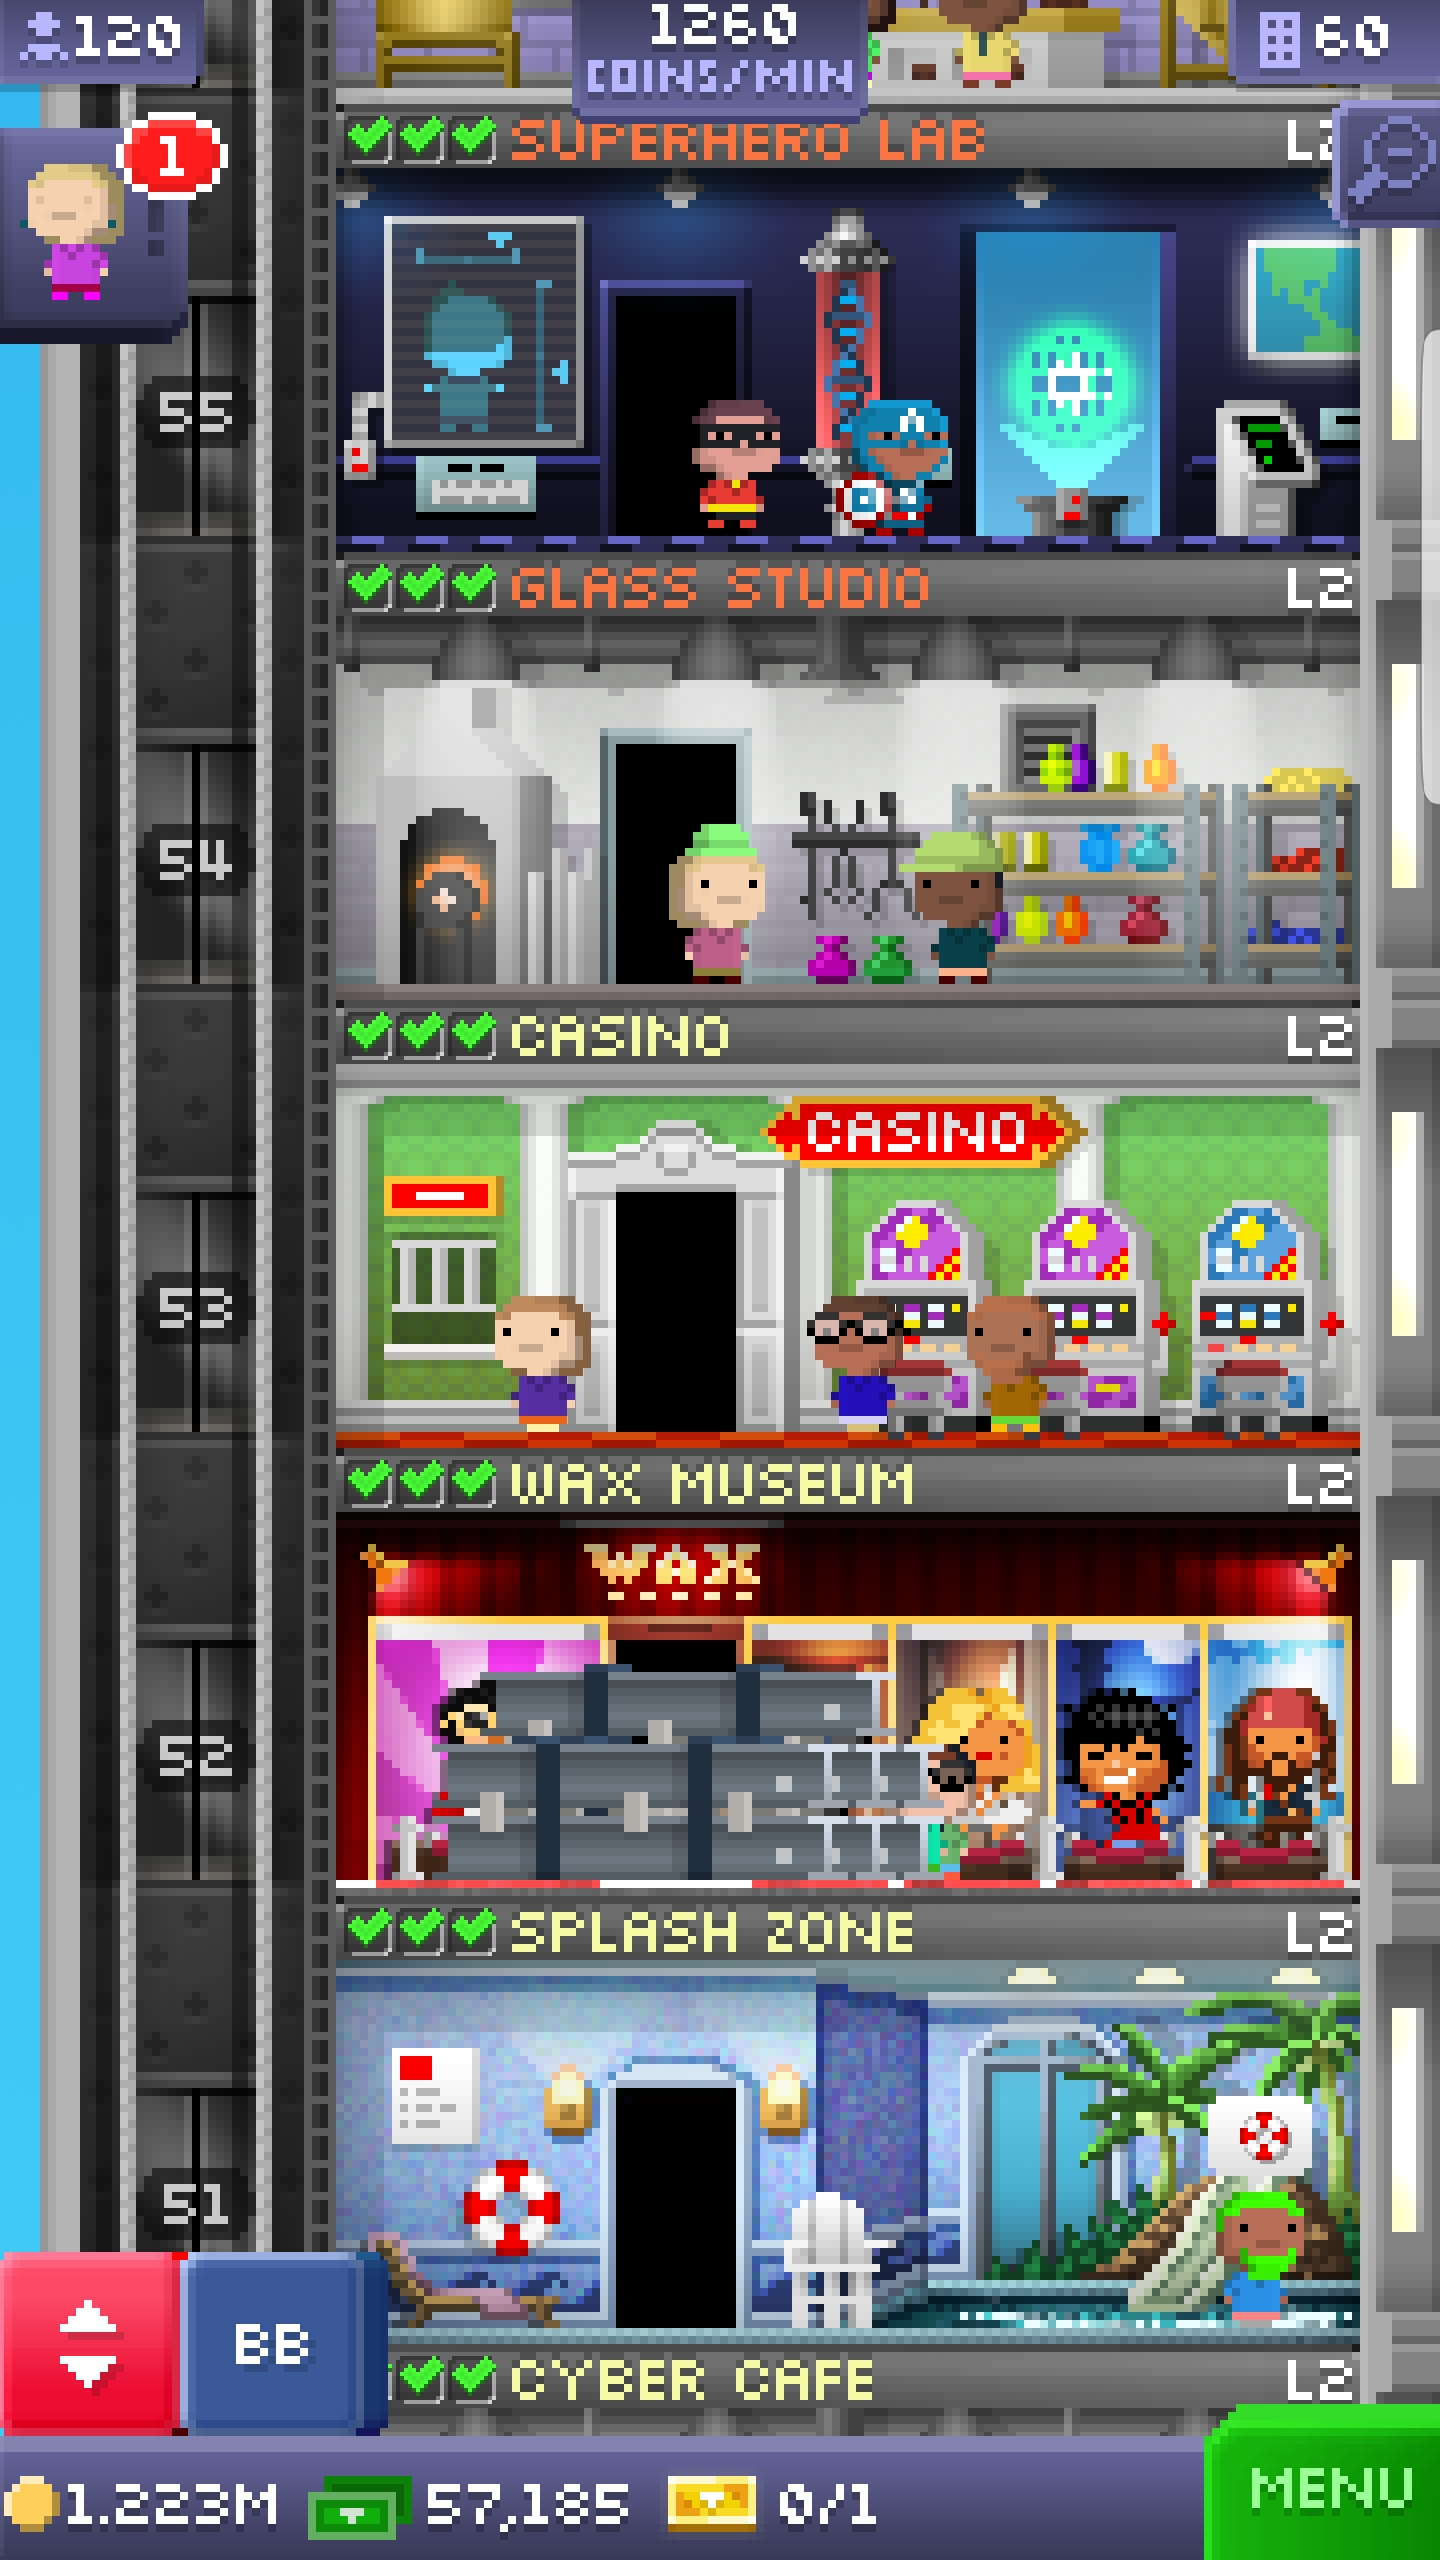 120
1260
COINS/MIN
60
1
SUPERHERO LAB
55
GLASS STUDIO L2
54
CASINO L2
CASINO
53
WAX MUSEUM L2
WAX
52
SPLASH ZONE L2
51
BB
CYBER CAFE L2
1.223M 57,185 0/1
MENU